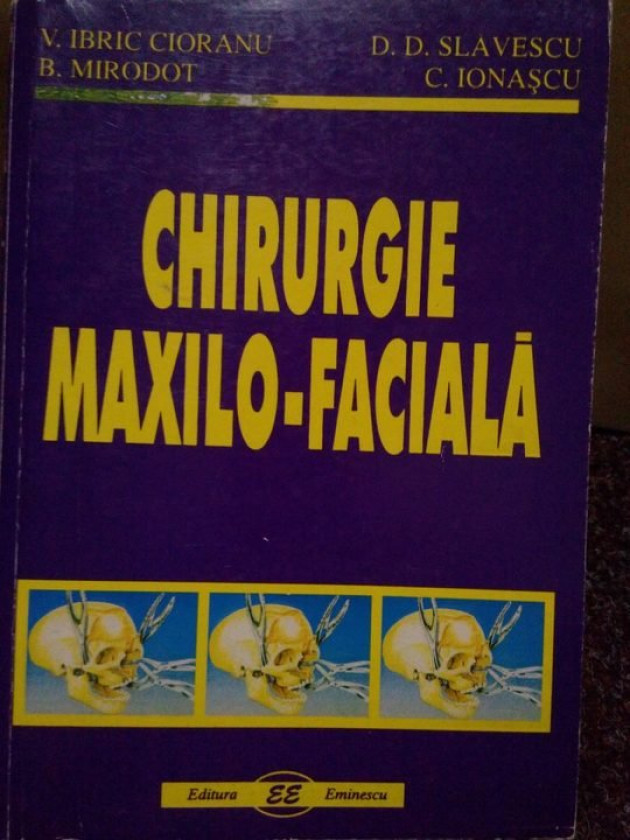 V. IBRIC CIORANU D. D. SLAVESCU
B. MIRODOT C. IONAŞCU
CHIRURGIE
MAXILO-FACIALĂ
Editura EE Eminescu